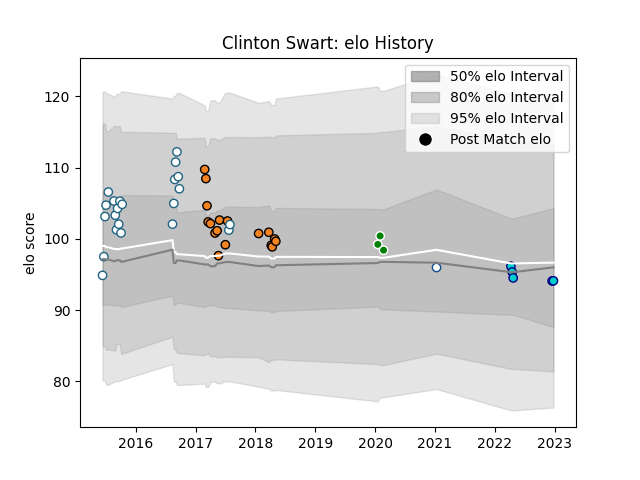 Clinton Swart: elo History
50% elo Interval
80% elo Interval
95% elo Interval
Post Match elo
elo score
120
110
100
90
80
2016 2017 2018 2019 2020 2021 2022 2023